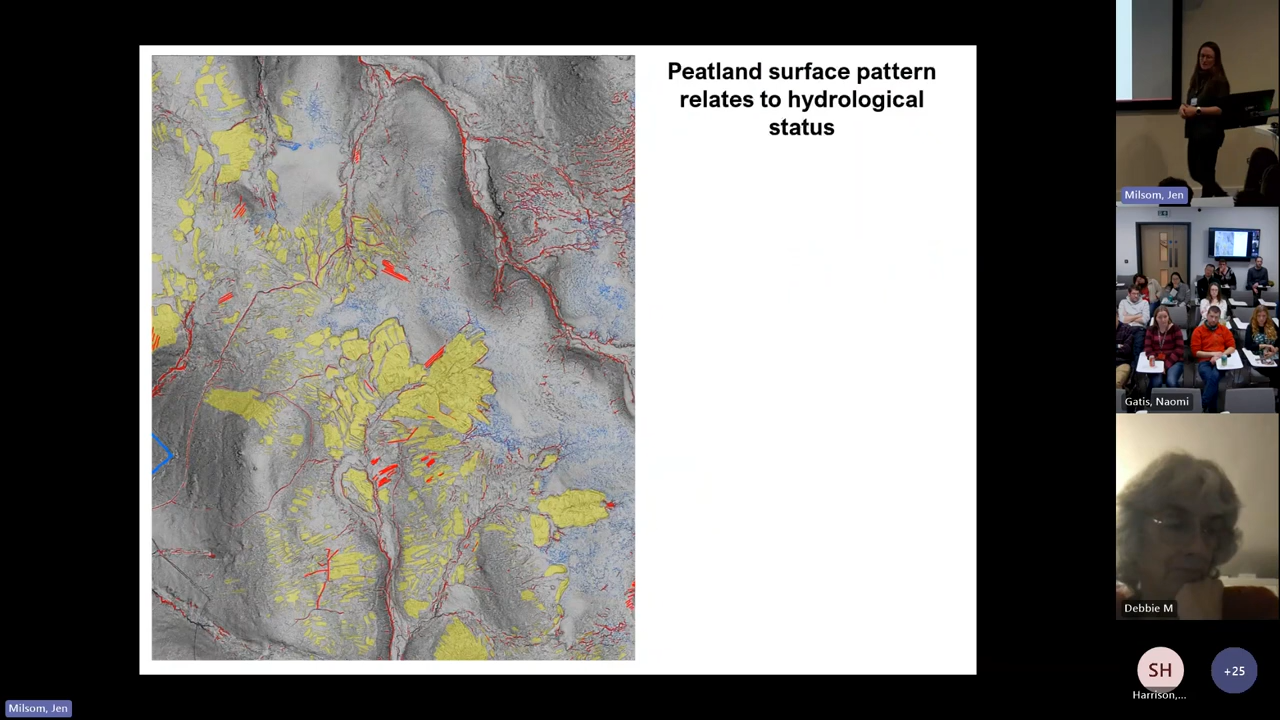 Peatland surface pattern
relates to hydrological
status
Milsom, Jen
Gatis, Naomi
Debbie M
SH
+25
Harrison,...
Milsom, Jen